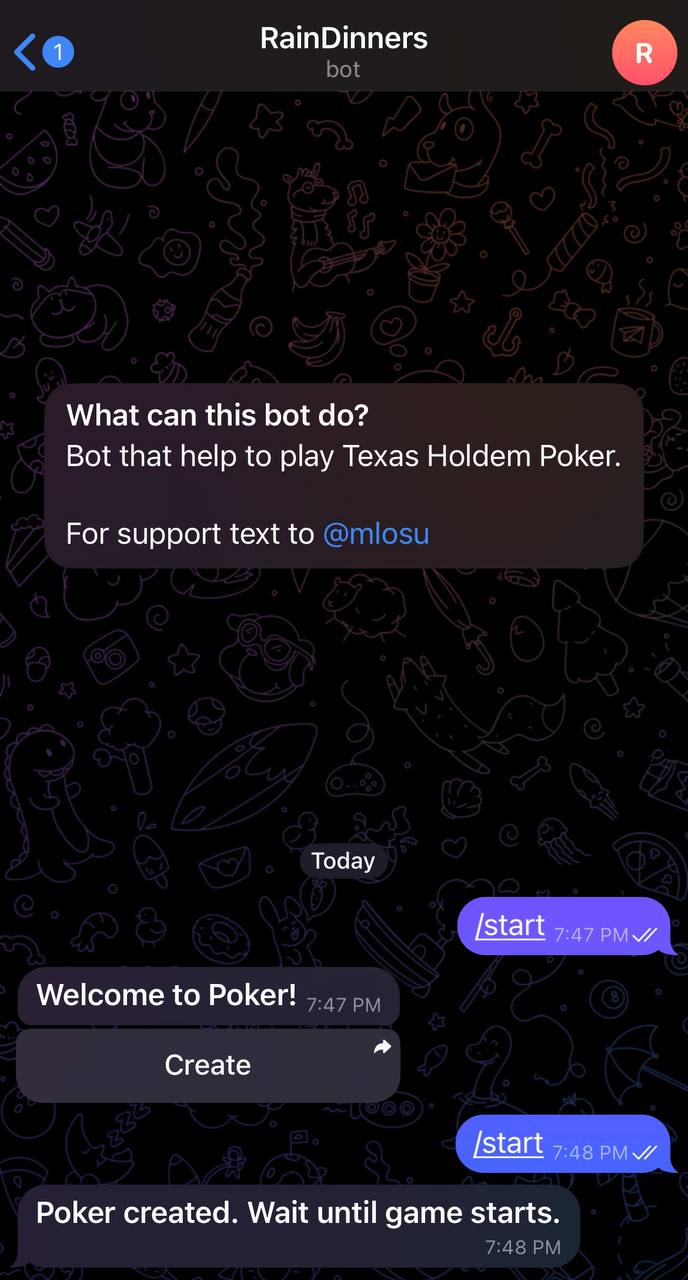 1
RainDinners
bot
R
What can this bot do?
Bot that help to play Texas Holdem Poker.
For support text to @mlosu
Today
/start 7:47 PM
Welcome to Poker! 7:47 PM
Create
/start 7:48 PM
Poker created. Wait until game starts.
7:48 PM